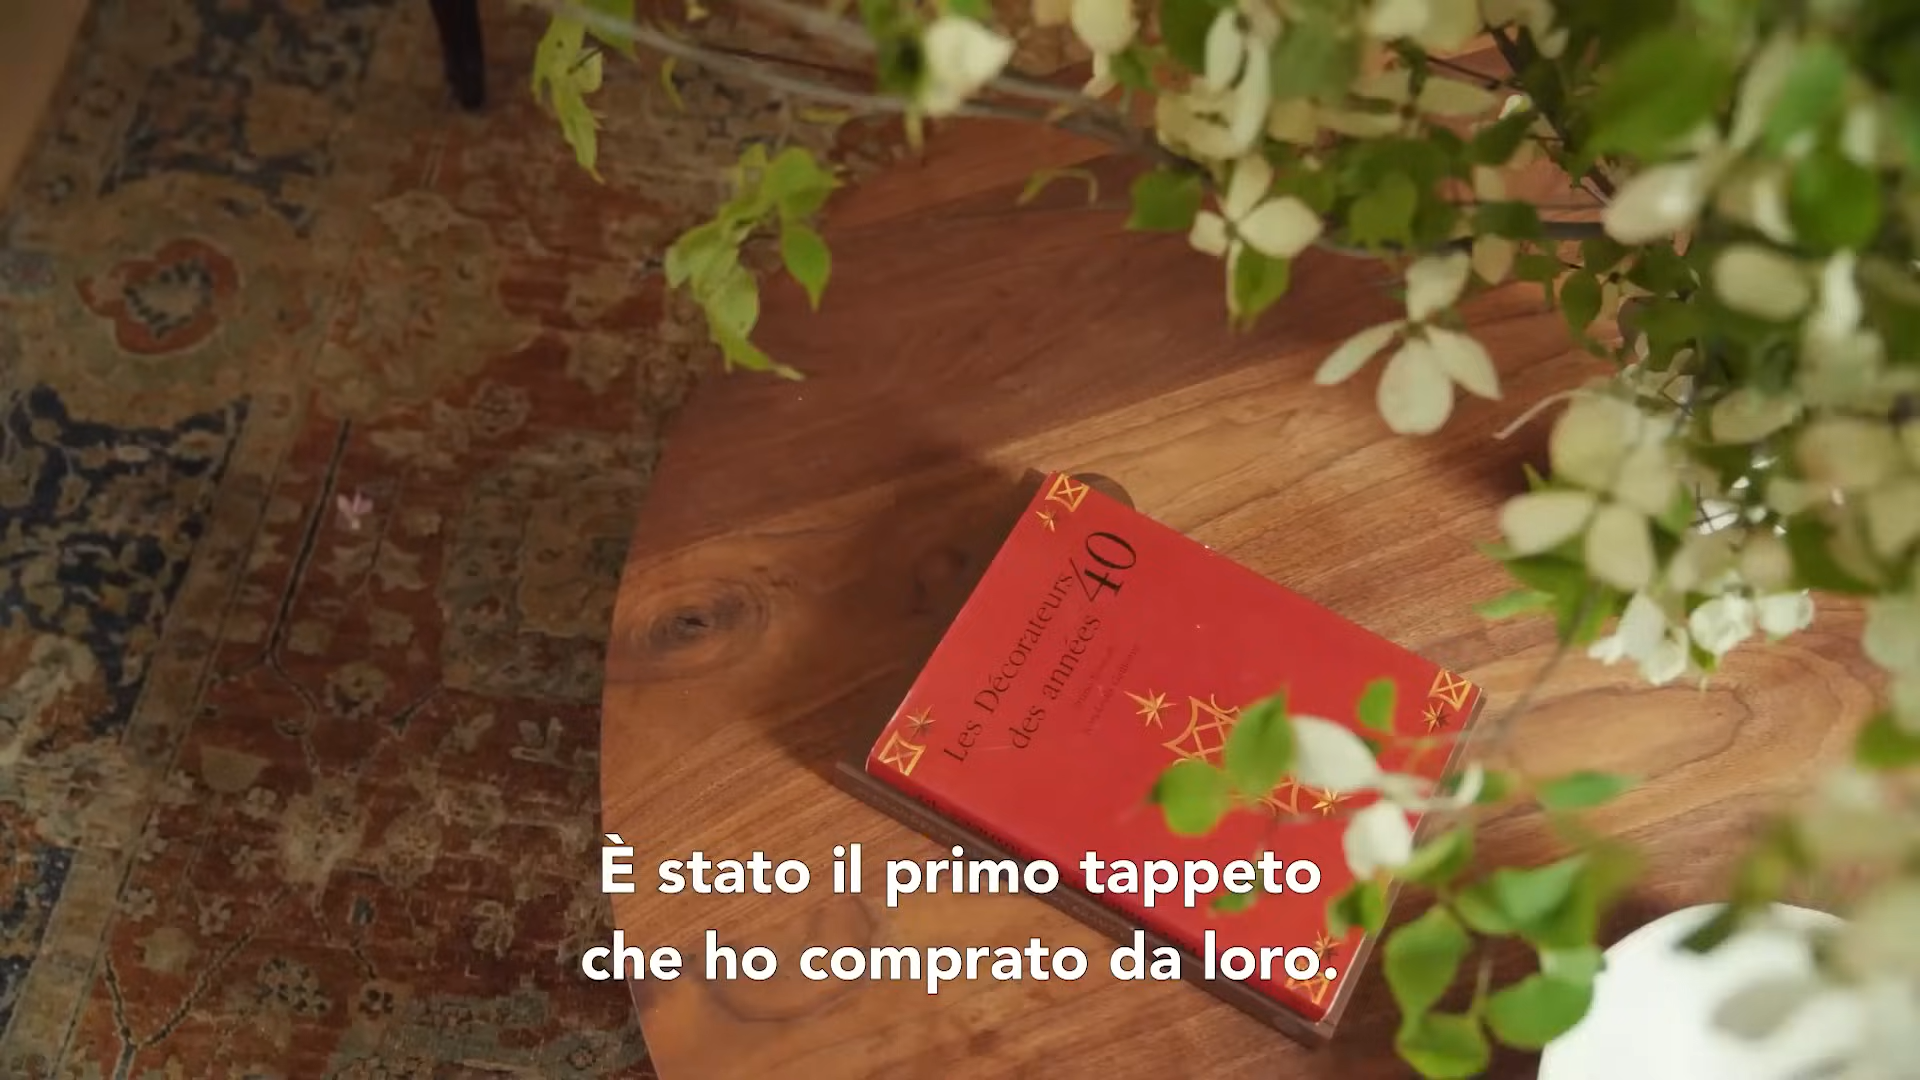 Les Décorateurs
des années 40
È stato il primo tappeto
che ho comprato da loro.